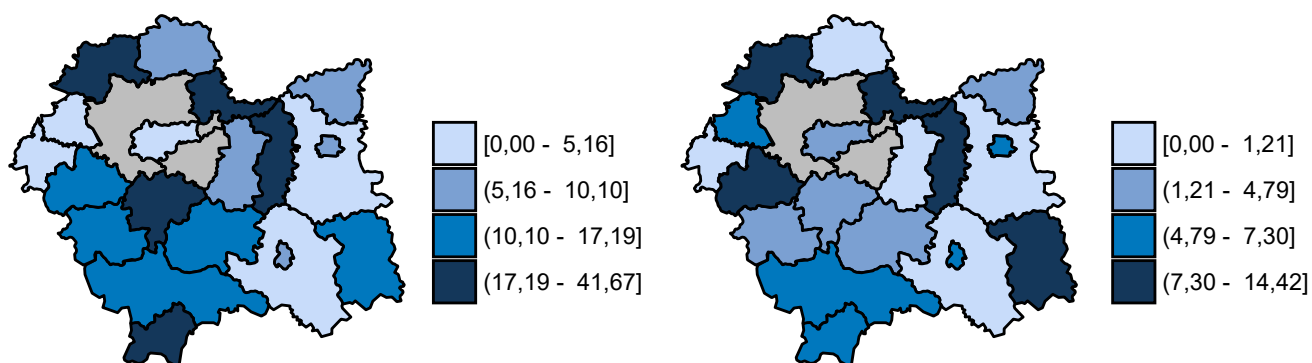 [0,00 - 5,16]
(5,16 - 10,10]
(10,10 - 17,19]
(17,19 - 41,67]
[0,00 - 1,21]
(1,21 - 4,79]
(4,79 - 7,30]
(7,30 - 14,42]